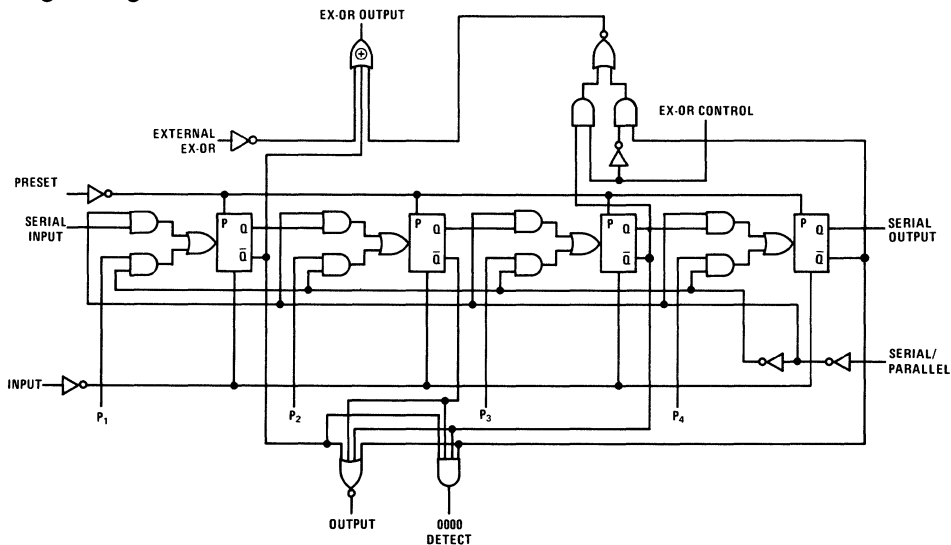 EX-OR OUTPUT
EX-OR CONTROL
EXTERNAL
EX-OR
PRESET
SERIAL
INPUT
P Q
Q
P Q
Q
P Q
Q
P Q
Q
SERIAL
OUTPUT
SERIAL/
PARALLEL
INPUT
P1
P2
P3
P4
OUTPUT
0000
DETECT